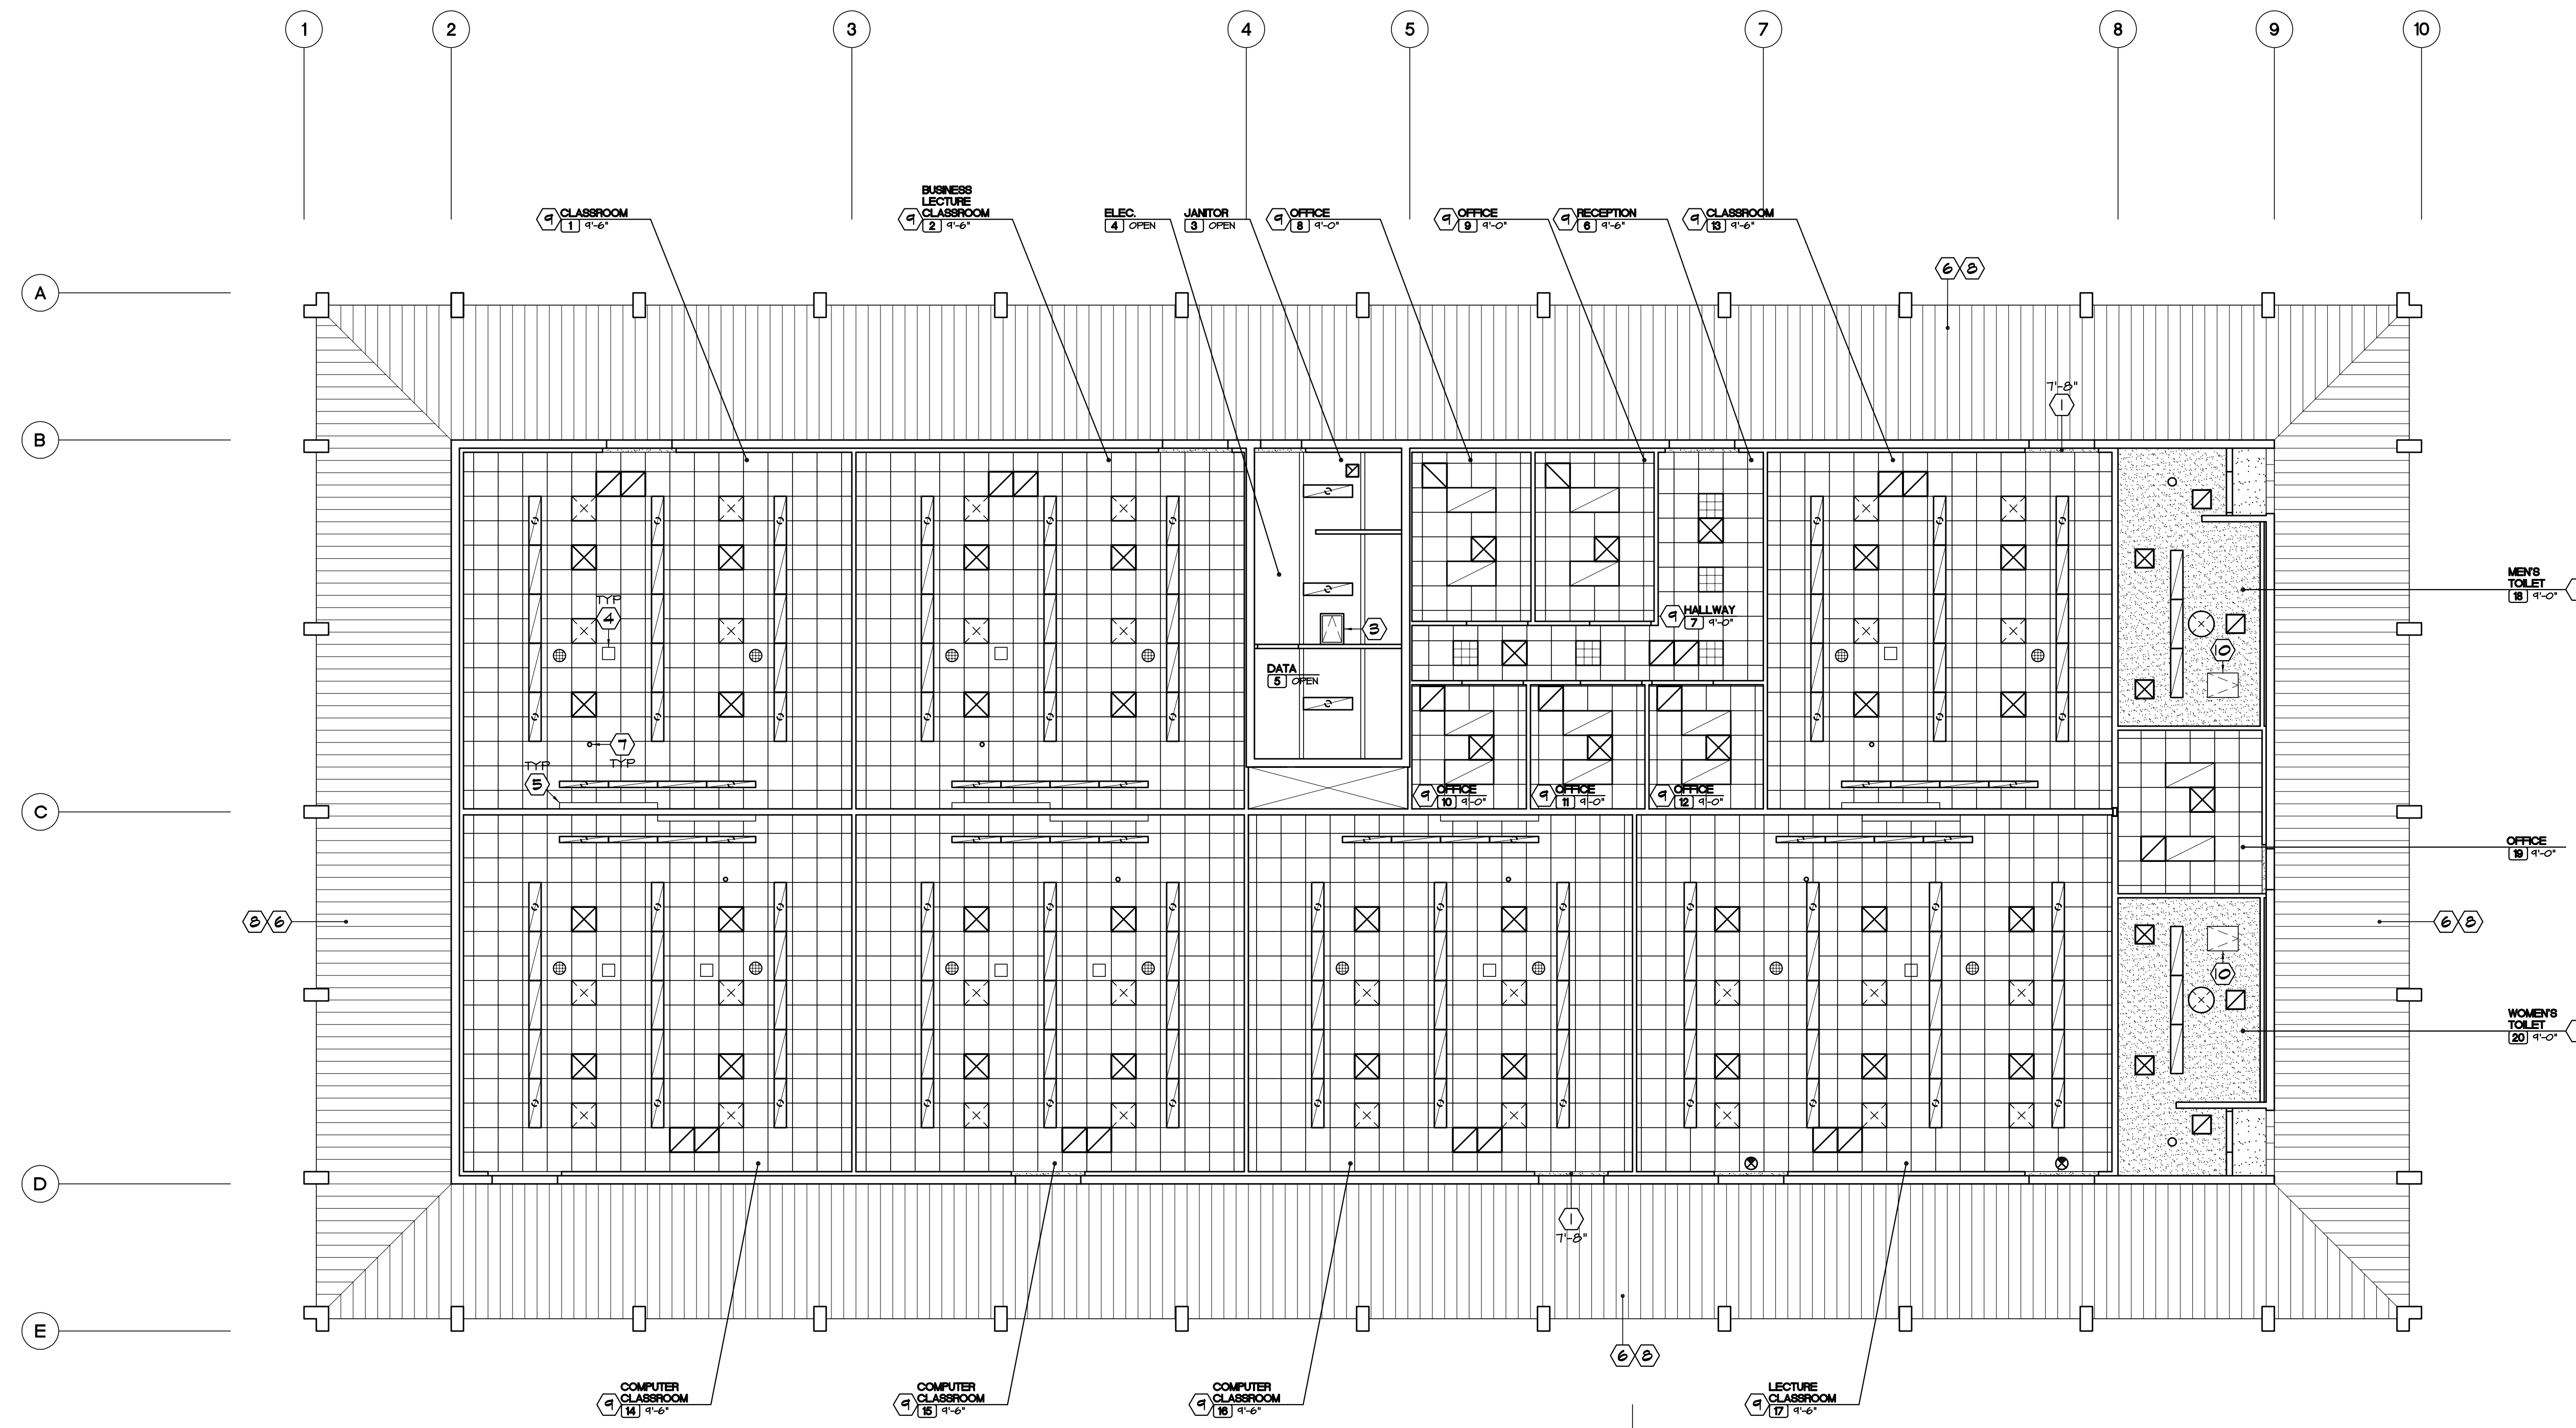 1 2 3 4 5 7 8 9 10
BUSINESS
LECTURE
9 CLASSROOM
1 9'-6"
9 CLASSROOM
2 9'-6"
ELEC.
4 OPEN
JANITOR
3 OPEN
9 OFFICE
8 9'-0"
9 OFFICE
9 9'-0"
9 RECEPTION
6 9'-6"
9 CLASSROOM
13 9'-6"
6 8
A
7'-8"
1
B
MEN'S
TOILET
18 9'-0"
TYP
4
9 HALLWAY
7 9'-0"
3
10
DATA
5 OPEN
7
TYP
TYP
5
9 OFFICE
10 9'-0"
9 OFFICE
11 9'-0"
9 OFFICE
12 9'-0"
C
OFFICE
19 9'-0"
8 6
6 8
10
WOMEN'S
TOILET
20 9'-0"
D
1
7'-8"
E
6 8
COMPUTER
9 CLASSROOM
14 9'-6"
COMPUTER
9 CLASSROOM
15 9'-6"
COMPUTER
9 CLASSROOM
16 9'-6"
LECTURE
9 CLASSROOM
17 9'-6"